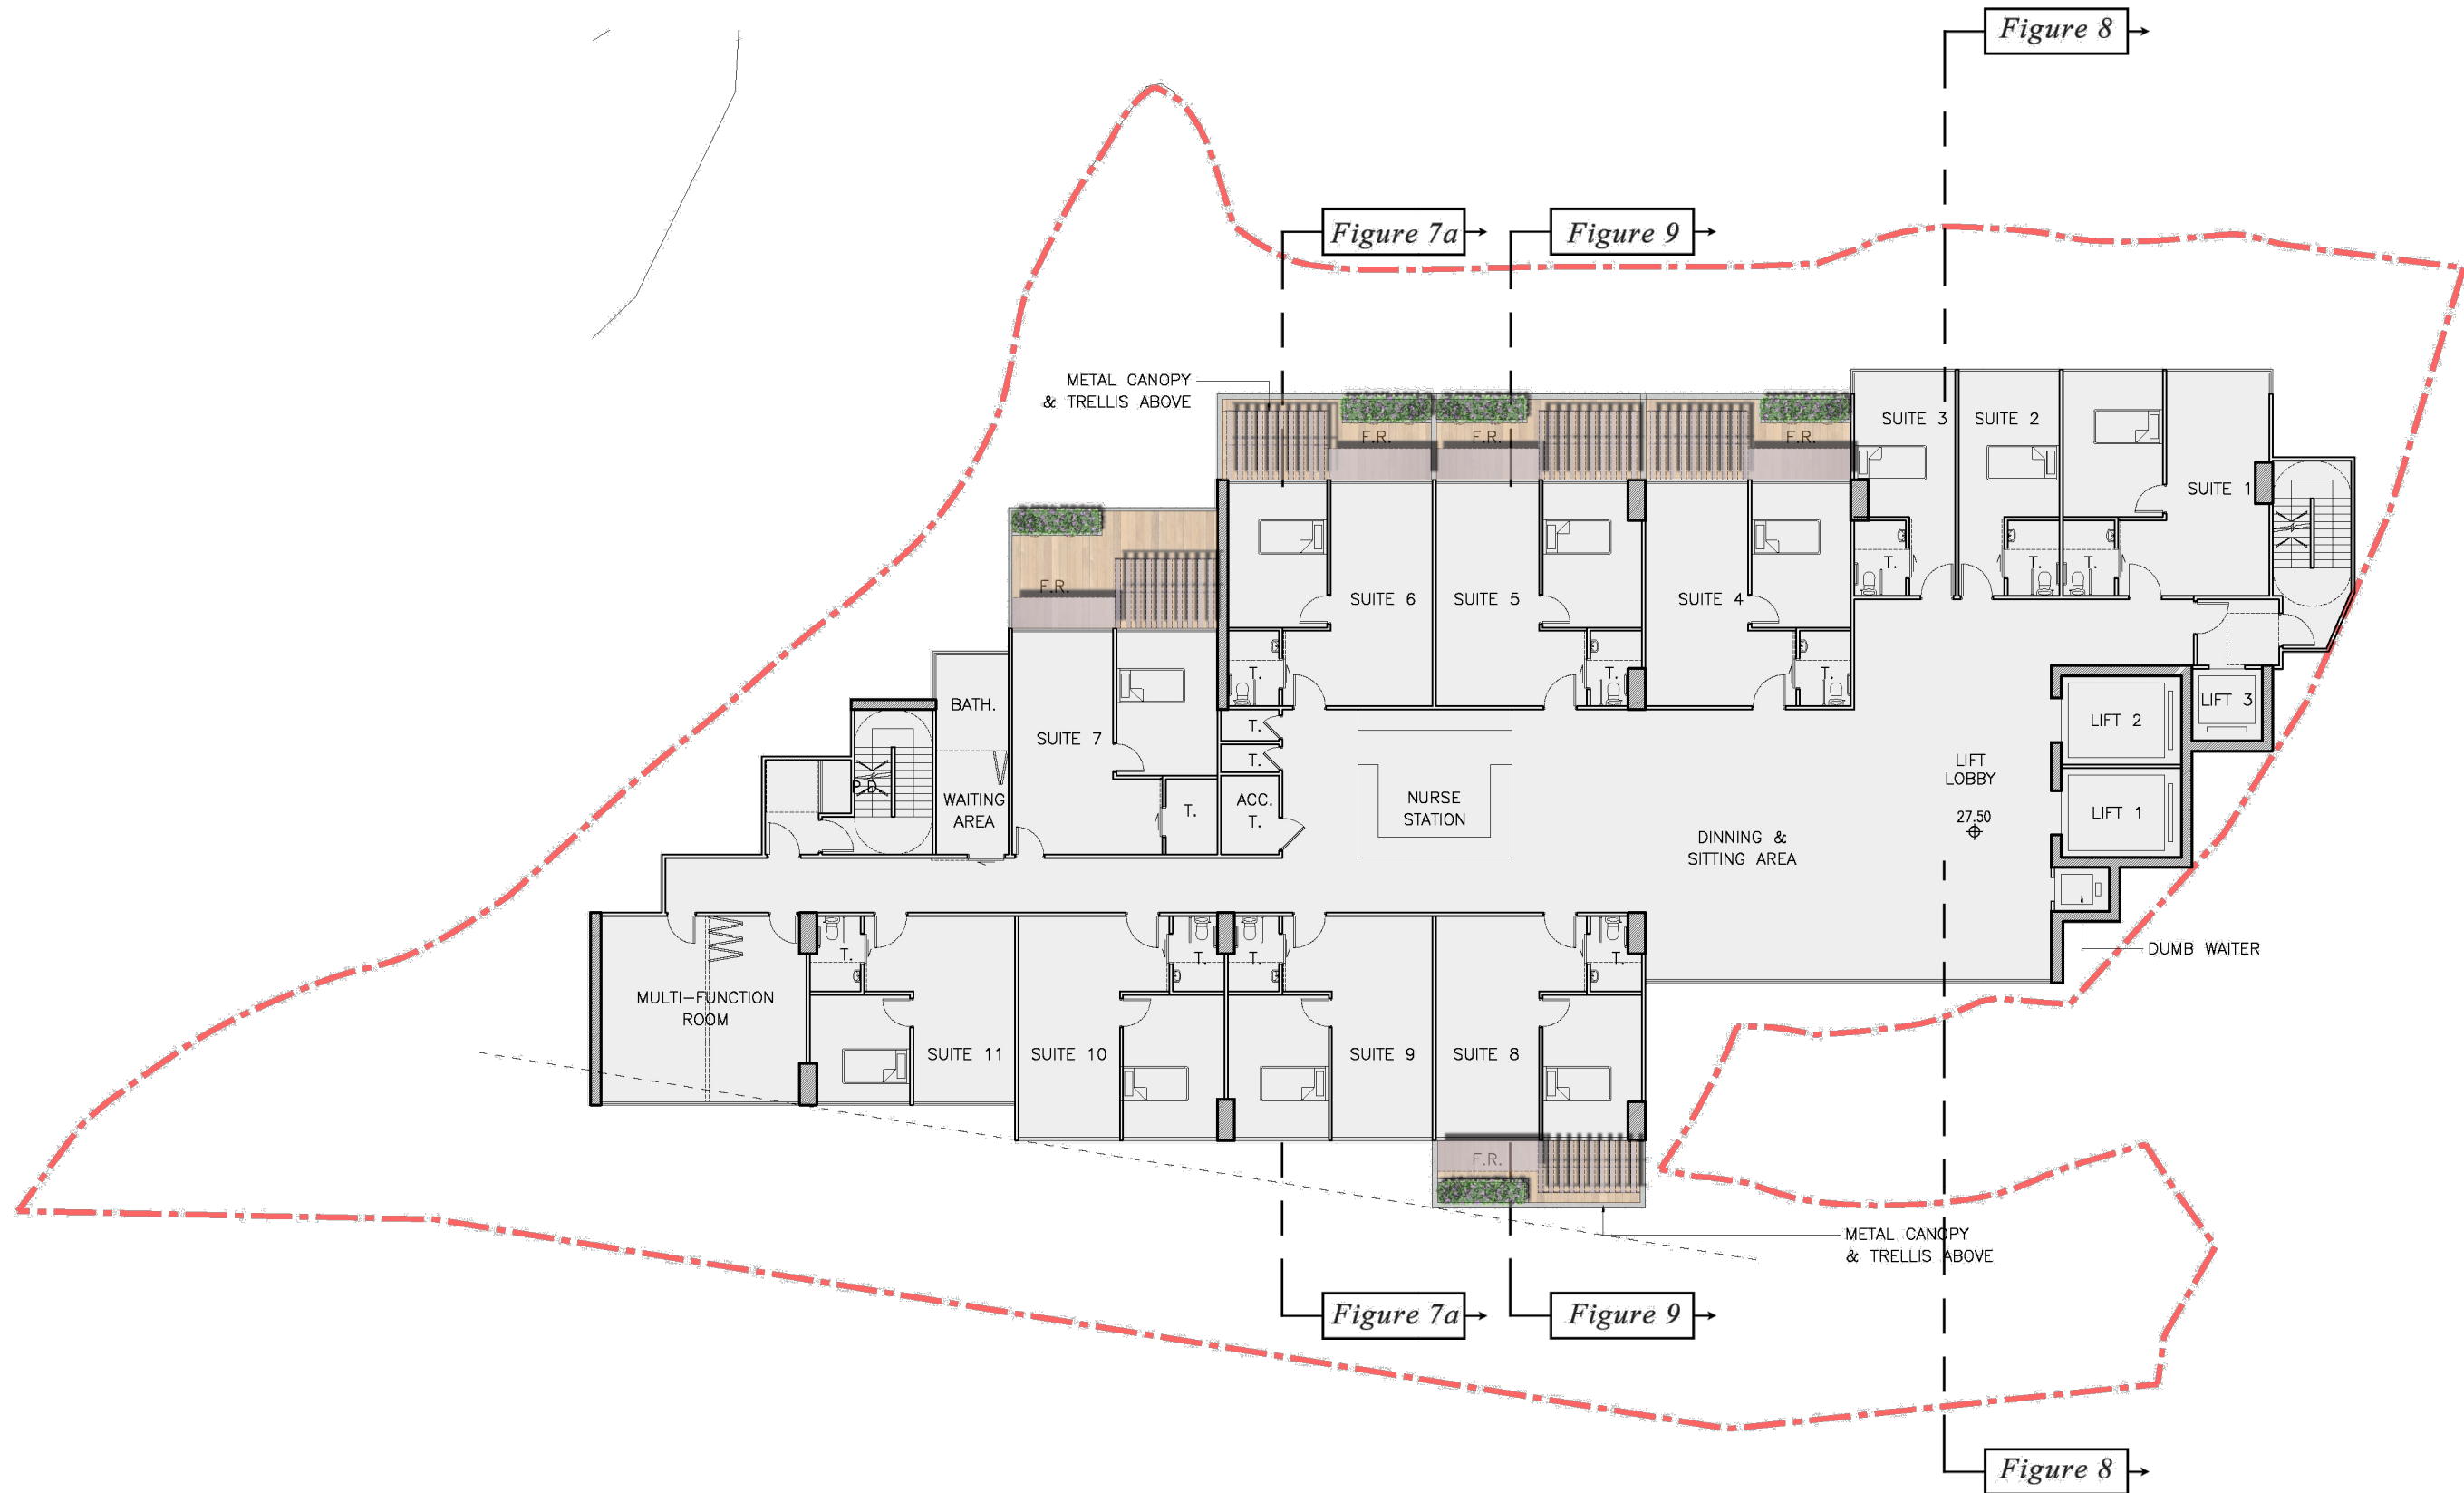 Figure 8
Figure 7a
Figure 9
METAL CANOPY
& TRELLIS ABOVE
F.R.
F.R.
F.R.
SUITE 3
SUITE 2
SUITE 1
F.R.
T.
T.
T.
SUITE 6
SUITE 5
SUITE 4
T.
T.
T.
BATH.
SUITE 7
T.
T.
LIFT 3
LIFT 2
LIFT
LOBBY
27.50
P.D.
WAITING
AREA
T.
ACC.
T.
NURSE
STATION
DINNING &
SITTING AREA
LIFT 1
DUMB WAITER
MULTI-FUNCTION
ROOM
T.
T.
T.
T.
SUITE 11
SUITE 10
SUITE 9
SUITE 8
F.R.
METAL CANOPY
& TRELLIS ABOVE
Figure 7a
Figure 9
Figure 8